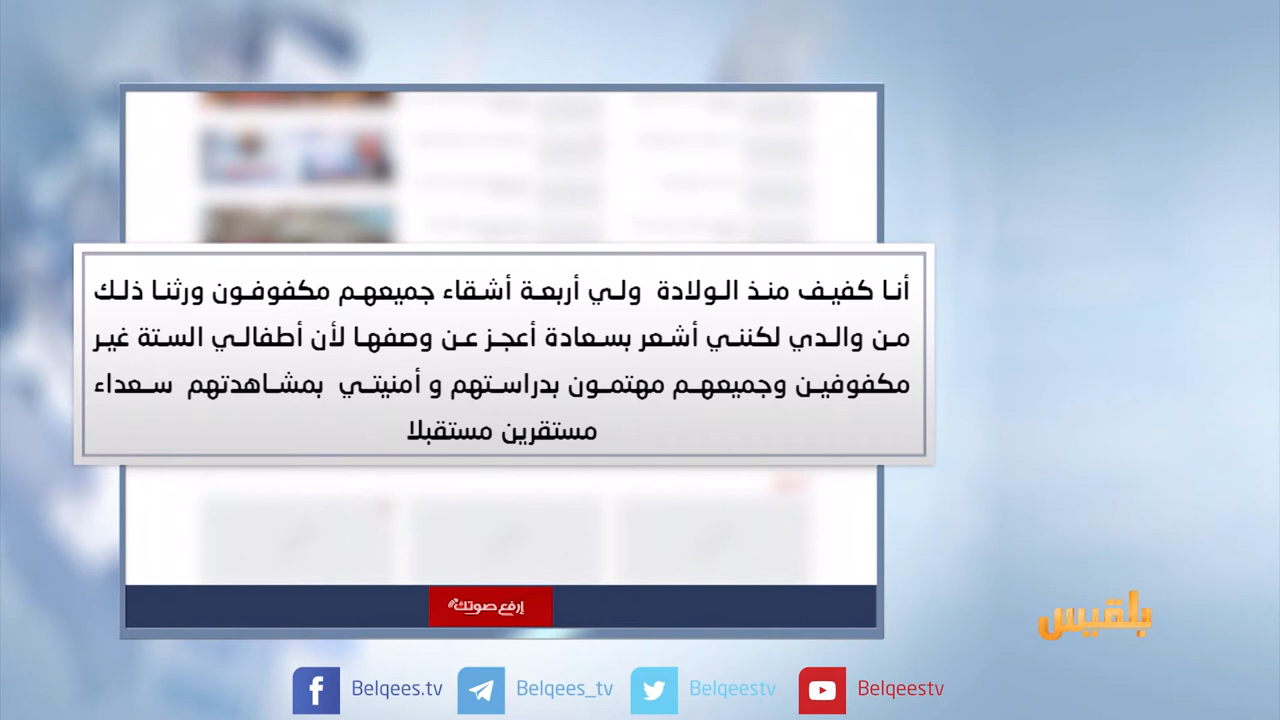 أنا كفيف منذ الولادة ولي أربعة أشقاء جميعهم مكفوفون ورثنا ذلك
من والدي لكنني أشعر بسعادة أعجز عن وصفها لأن أطفالي الستة غير
مكفوفين وجميعهم مهتمون بدراستهم و أمنيتي بمشاهدتهم سعداء
مستقرين مستقبلا
إرفع صوتك
بلقيس
Belqees.tv
Belqees_tv
Belqeestv
Belqeestv